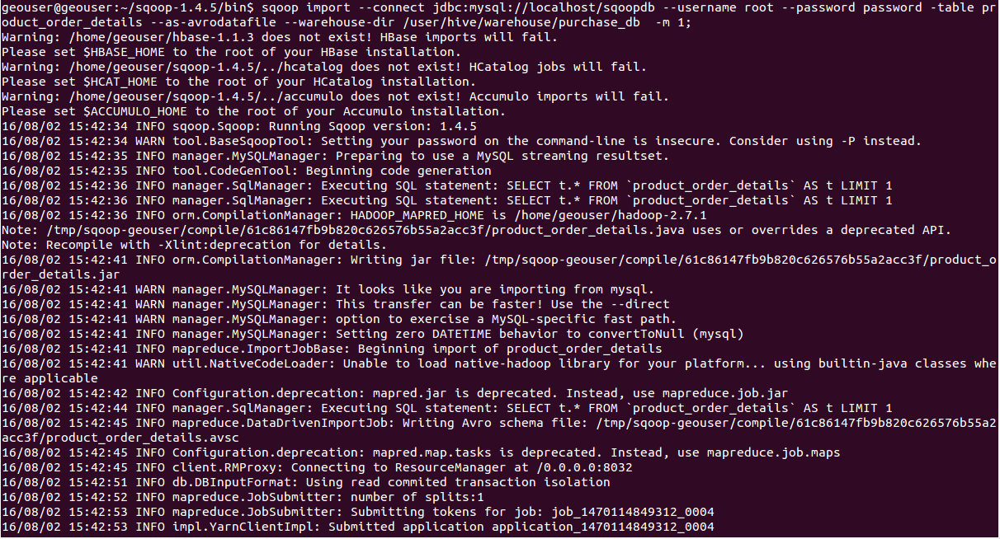 geouser@geouser:~/sqoop-1.4.5/bin$ sqoop import --connect jdbc:mysql://localhost/sqoopdb --username root --password password -table pr
oduct_order_details --as-avrodatafile --warehouse-dir /user/hive/warehouse/purchase_db  -m 1;
Warning: /home/geouser/hbase-1.1.3 does not exist! HBase imports will fail.
Please set $HBASE_HOME to the root of your HBase installation.
Warning: /home/geouser/sqoop-1.4.5/../hcatalog does not exist! HCatalog jobs will fail.
Please set $HCAT_HOME to the root of your HCatalog installation.
Warning: /home/geouser/sqoop-1.4.5/../accumulo does not exist! Accumulo imports will fail.
Please set $ACCUMULO_HOME to the root of your Accumulo installation.
16/08/02 15:42:34 INFO sqoop.Sqoop: Running Sqoop version: 1.4.5
16/08/02 15:42:34 WARN tool.BaseSqoopTool: Setting your password on the command-line is insecure. Consider using -P instead.
16/08/02 15:42:35 INFO manager.MySQLManager: Preparing to use a MySQL streaming resultset.
16/08/02 15:42:35 INFO tool.CodeGenTool: Beginning code generation
16/08/02 15:42:36 INFO manager.SqlManager: Executing SQL statement: SELECT t.* FROM `product_order_details` AS t LIMIT 1
16/08/02 15:42:36 INFO manager.SqlManager: Executing SQL statement: SELECT t.* FROM `product_order_details` AS t LIMIT 1
16/08/02 15:42:36 INFO orm.CompilationManager: HADOOP_MAPRED_HOME is /home/geouser/hadoop-2.7.1
Note: /tmp/sqoop-geouser/compile/61c86147fb9b820c626576b55a2acc3f/product_order_details.java uses or overrides a deprecated API.
Note: Recompile with -Xlint:deprecation for details.
16/08/02 15:42:41 INFO orm.CompilationManager: Writing jar file: /tmp/sqoop-geouser/compile/61c86147fb9b820c626576b55a2acc3f/product_o
rder_details.jar
16/08/02 15:42:41 WARN manager.MySQLManager: It looks like you are importing from mysql.
16/08/02 15:42:41 WARN manager.MySQLManager: This transfer can be faster! Use the --direct
16/08/02 15:42:41 WARN manager.MySQLManager: option to exercise a MySQL-specific fast path.
16/08/02 15:42:41 INFO manager.MySQLManager: Setting zero DATETIME behavior to convertToNull (mysql)
16/08/02 15:42:41 INFO mapreduce.ImportJobBase: Beginning import of product_order_details
16/08/02 15:42:41 WARN util.NativeCodeLoader: Unable to load native-hadoop library for your platform... using builtin-java classes whe
re applicable
16/08/02 15:42:42 INFO Configuration.deprecation: mapred.jar is deprecated. Instead, use mapreduce.job.jar
16/08/02 15:42:44 INFO manager.SqlManager: Executing SQL statement: SELECT t.* FROM `product_order_details` AS t LIMIT 1
16/08/02 15:42:45 INFO mapreduce.DataDrivenImportJob: Writing Avro schema file: /tmp/sqoop-geouser/compile/61c86147fb9b820c626576b55a2
acc3f/product_order_details.avsc
16/08/02 15:42:45 INFO Configuration.deprecation: mapred.map.tasks is deprecated. Instead, use mapreduce.job.maps
16/08/02 15:42:45 INFO client.RMProxy: Connecting to ResourceManager at /0.0.0.0:8032
16/08/02 15:42:51 INFO db.DBInputFormat: Using read commited transaction isolation
16/08/02 15:42:52 INFO mapreduce.JobSubmitter: number of splits:1
16/08/02 15:42:53 INFO mapreduce.JobSubmitter: Submitting tokens for job: job_1470114849312_0004
16/08/02 15:42:53 INFO impl.YarnClientImpl: Submitted application application_1470114849312_0004